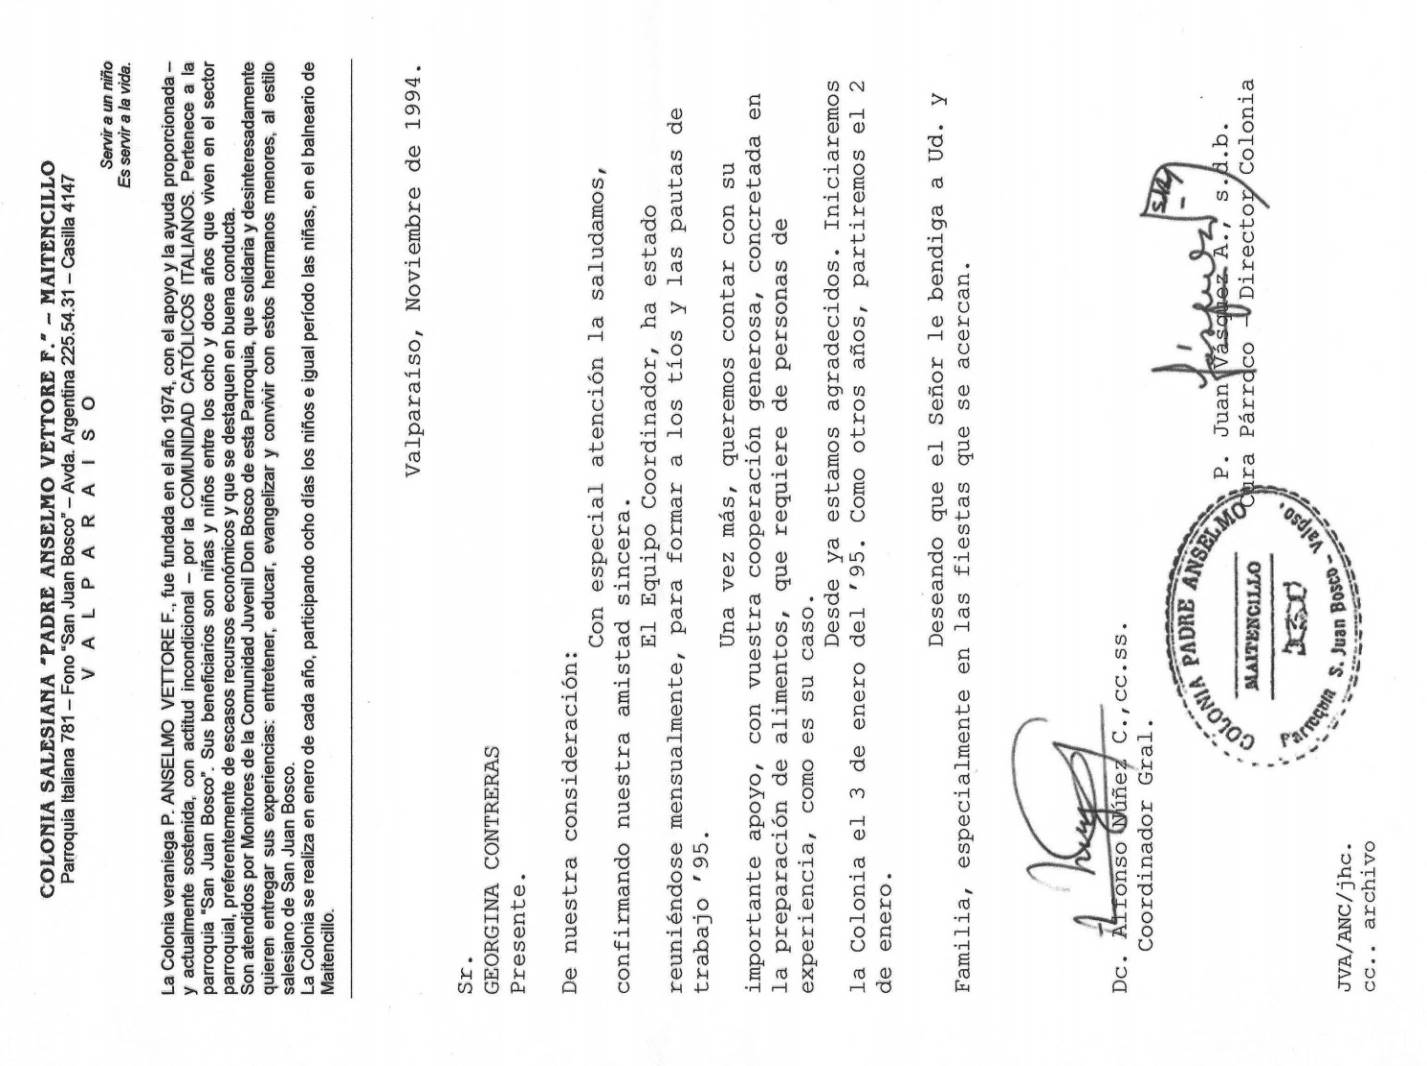 COLONIA SALESIANA "PADRE ANSELMO VETTORE F." – MAITENCILLO
Parroquia Italiana 781 – Fono "San Juan Bosco" – Avda. Argentina 225.54.31 – Casilla 4147
V A L P A R A I S O
Servir a un niño
Es servir a la vida.
La Colonia veraniega P. ANSELMO VETTORE F., fue fundada en el año 1974, con el apoyo y la ayuda proporcionada –
y actualmente sostenida, con actitud incondicional – por la COMUNIDAD CATÓLICOS ITALIANOS. Pertenece a la
parroquia "San Juan Bosco". Sus beneficiarios son niñas y niños entre los ocho y doce años que viven en el sector
parroquial, preferentemente de escasos recursos económicos y que se destaquen en buena conducta.
Son atendidos por Monitores de la Comunidad Juvenil Don Bosco de esta Parroquia, que solidaria y desinteresadamente
quieren entregar sus experiencias: entretener, educar, evangelizar y convivir con estos hermanos menores, al estilo
salesiano de San Juan Bosco.
La Colonia se realiza en enero de cada año, participando ocho días los niños e igual período las niñas, en el balneario de
Maitencillo.
Valparaíso, Noviembre de 1994.
Sr.
GEORGINA CONTRERAS
Presente.
De nuestra consideración:
Con especial atención la saludamos,
confirmando nuestra amistad sincera.
El Equipo Coordinador, ha estado
reuniéndose mensualmente, para formar a los tíos y las pautas de
trabajo '95.
Una vez más, queremos contar con su
importante apoyo, con vuestra cooperación generosa, concretada en
la preparación de alimentos, que requiere de personas de
experiencia, como es su caso.
Desde ya estamos agradecidos. Iniciaremos
la Colonia el 3 de enero del '95. Como otros años, partiremos el 2
de enero.
Deseando que el Señor le bendiga a Ud. y
Familia, especialmente en las fiestas que se acercan.
Dc. Alfonso Núñez C.,cc.ss.
Coordinador Gral.
COLONIA PADRE ANSELMO
MAITENCILLO
Parroquia S. Juan Bosco - Valpso.
P. Juan Vásquez A., s.d.b.
Cura Párroco – Director Colonia
JVA/ANC/jhc.
cc.. archivo